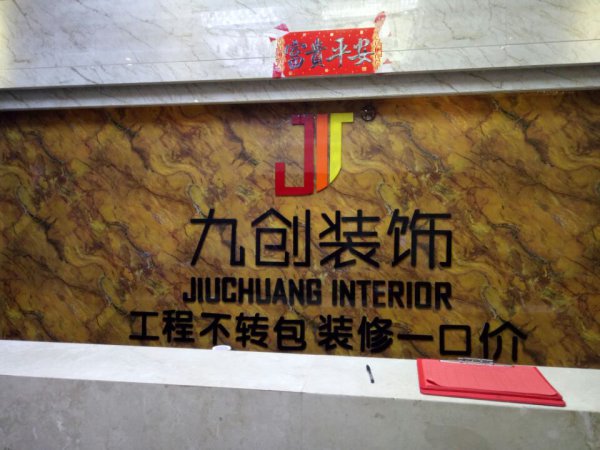 富貴平安
九创装饰
JIUCHUANG INTERIOR
工程不转包 装修一口价